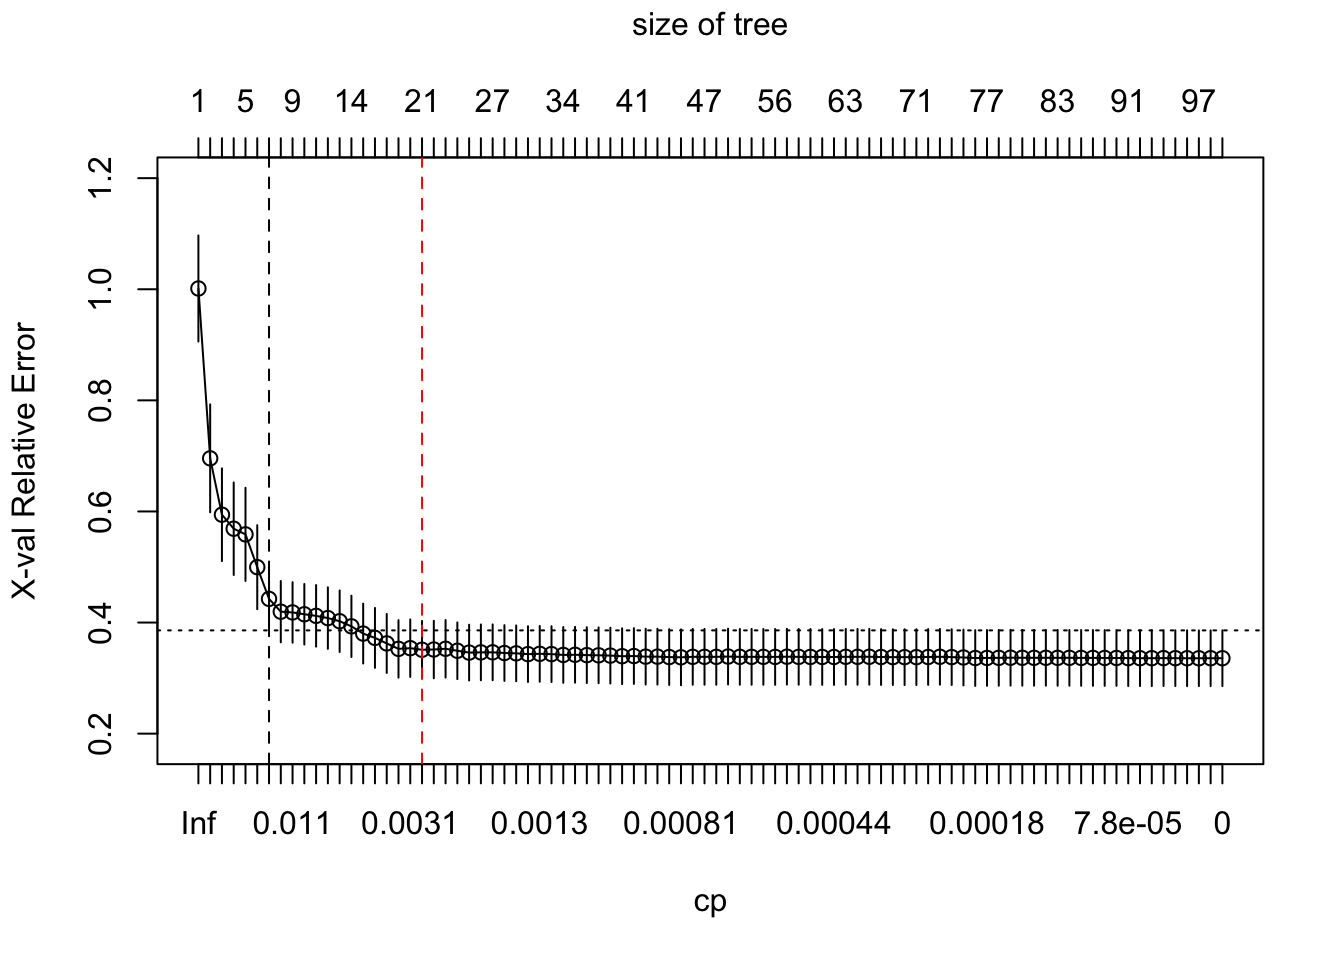 size of tree
1 5 9 14 21 27 34 41 47 56 63 71 77 83 91 97
X-val Relative Error
1.2
1.0
0.8
0.6
0.4
0.2
Inf 0.011 0.0031 0.0013 0.00081 0.00044 0.00018 7.8e-05 0
cp